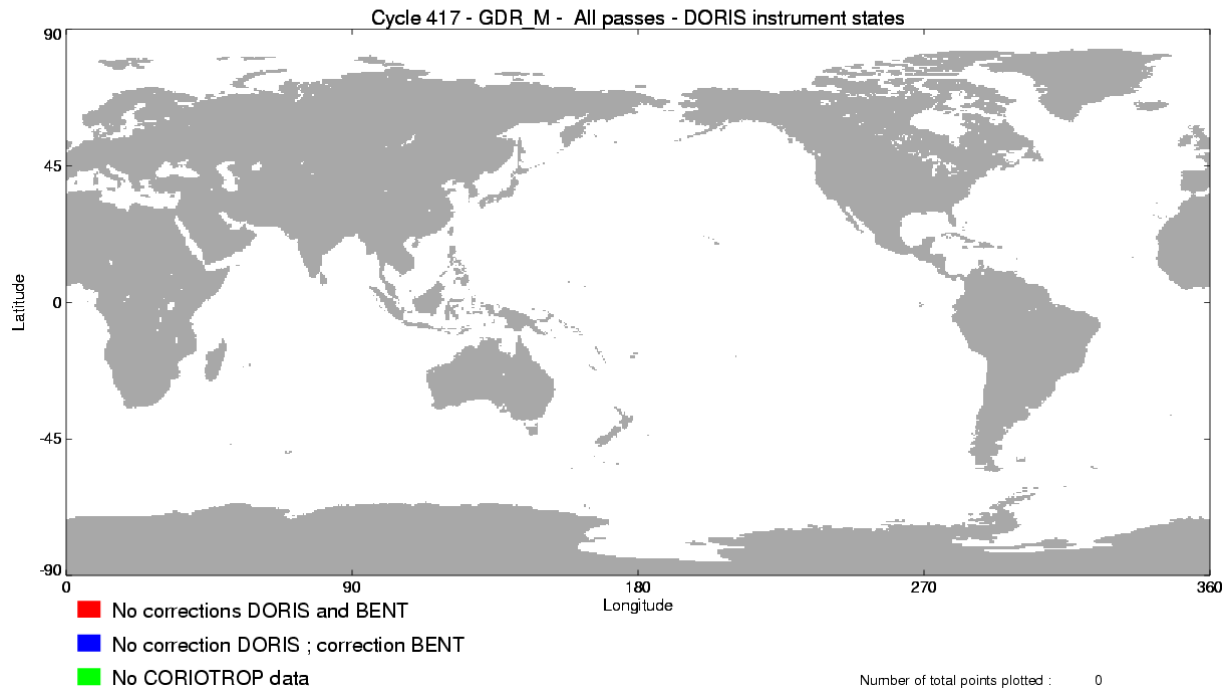 Cycle 417 - GDR_M - All passes - DORIS instrument states
90
45
0
-45
-90
Latitude
0 90 180 270 360
Longitude
No corrections DORIS and BENT
No correction DORIS ; correction BENT
No CORIOTROP data
Number of total points plotted : 0